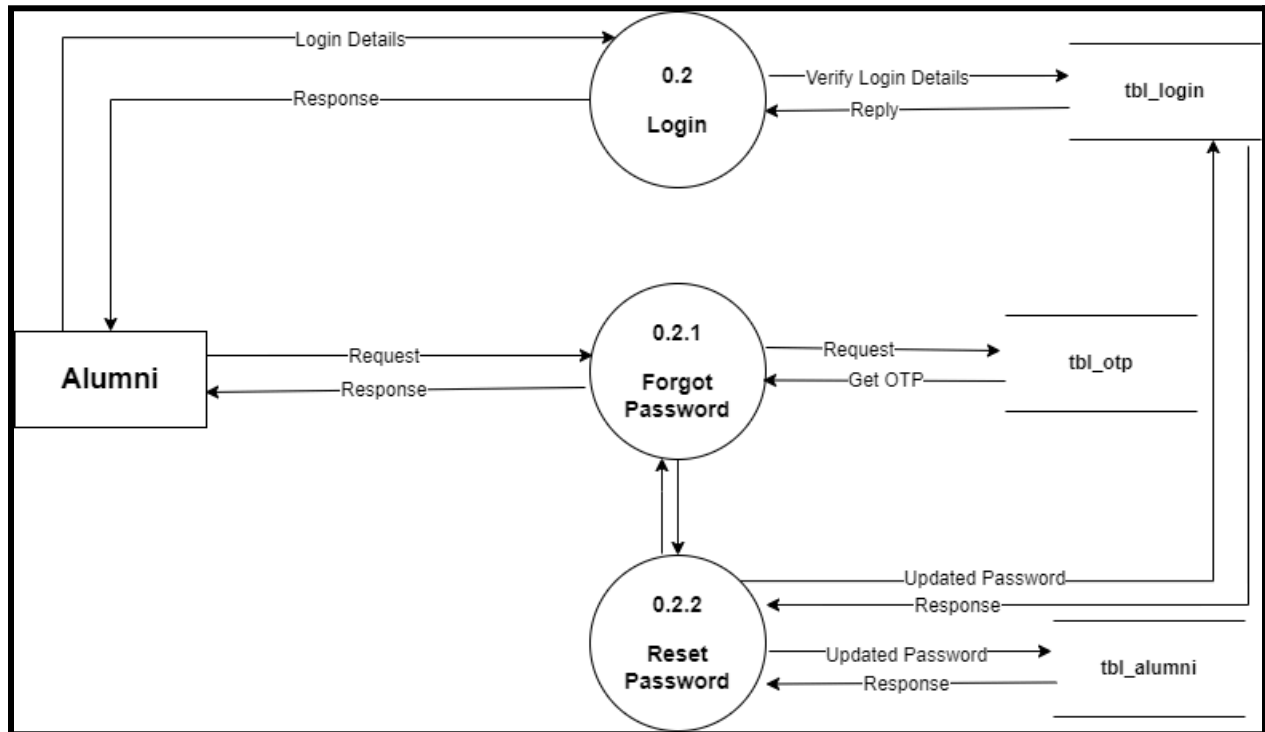 Login Details
0.2
Login
Verify Login Details
tbl_login
Response
Reply
Alumni
Request
Response
0.2.1
Forgot
Password
Request
Get OTP
tbl_otp
0.2.2
Reset
Password
Updated Password
Response
Updated Password
Response
tbl_alumni